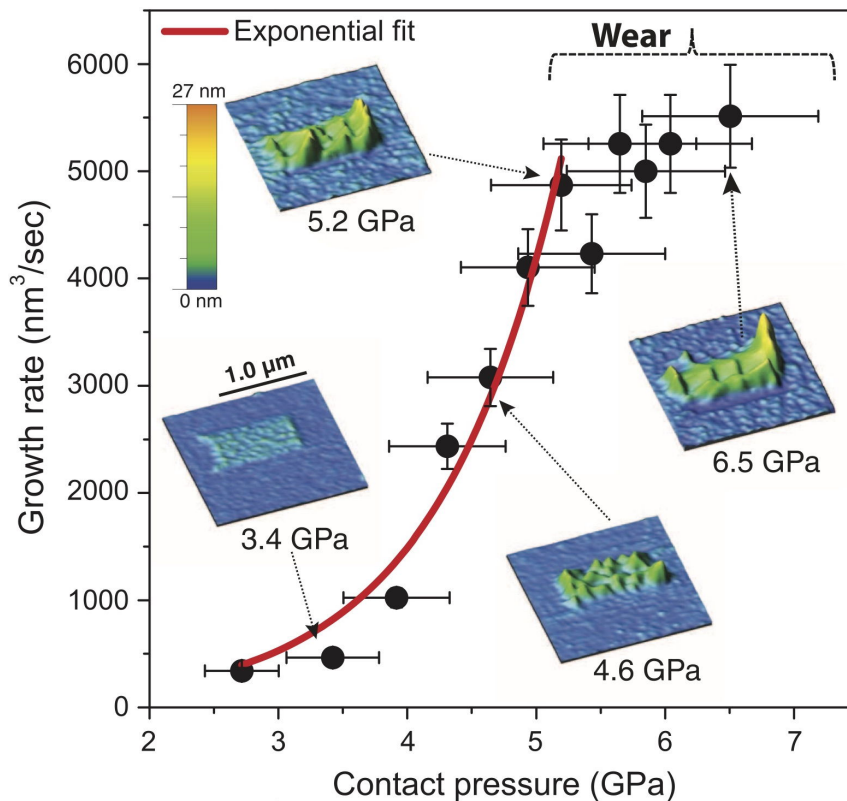 Exponential fit
Wear
6000
5000
4000
3000
2000
1000
0
Growth rate (nm³/sec)
27 nm
0 nm
5.2 GPa
1.0 µm
3.4 GPa
6.5 GPa
4.6 GPa
2 3 4 5 6 7
Contact pressure (GPa)